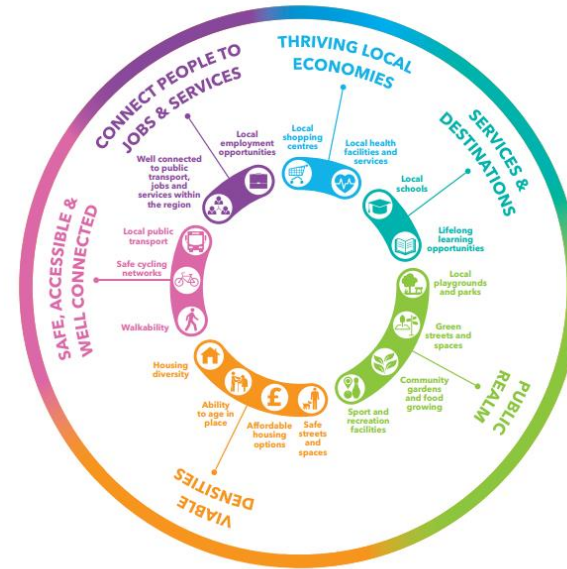 THRIVING LOCAL
ECONOMIES
Local
shopping
centres
Local health
facilities and
services
SERVICES &
DESTINATIONS
Local
schools
Lifelong
learning
opportunities
PUBLIC
REALM
Local
playgrounds
and parks
Green
streets and
spaces
Community
gardens
and food
growing
Sport and
recreation
facilities
VIABLE
DENSITIES
Safe
streets
and
spaces
£
Affordable
housing
options
Ability
to age in
place
Housing
diversity
SAFE, ACCESSIBLE &
WELL CONNECTED
Walkability
Safe cycling
networks
Local public
transport
CONNECT PEOPLE TO
JOBS & SERVICES
Well connected
to public
transport,
jobs and
services within
the region
Local
employment
opportunities